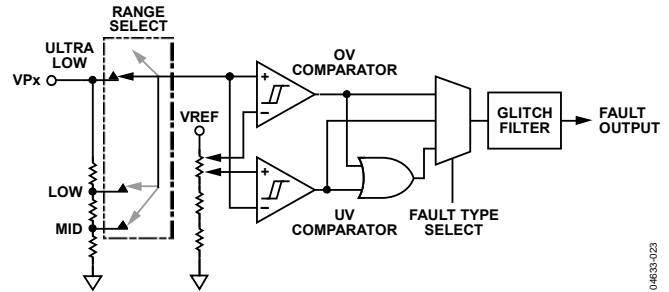 RANGE
SELECT
ULTRA
LOW
VPx
LOW
MID
VREF
OV
COMPARATOR
+
−
+
−
UV
COMPARATOR
FAULT TYPE
SELECT
GLITCH
FILTER
FAULT
OUTPUT
04633-023